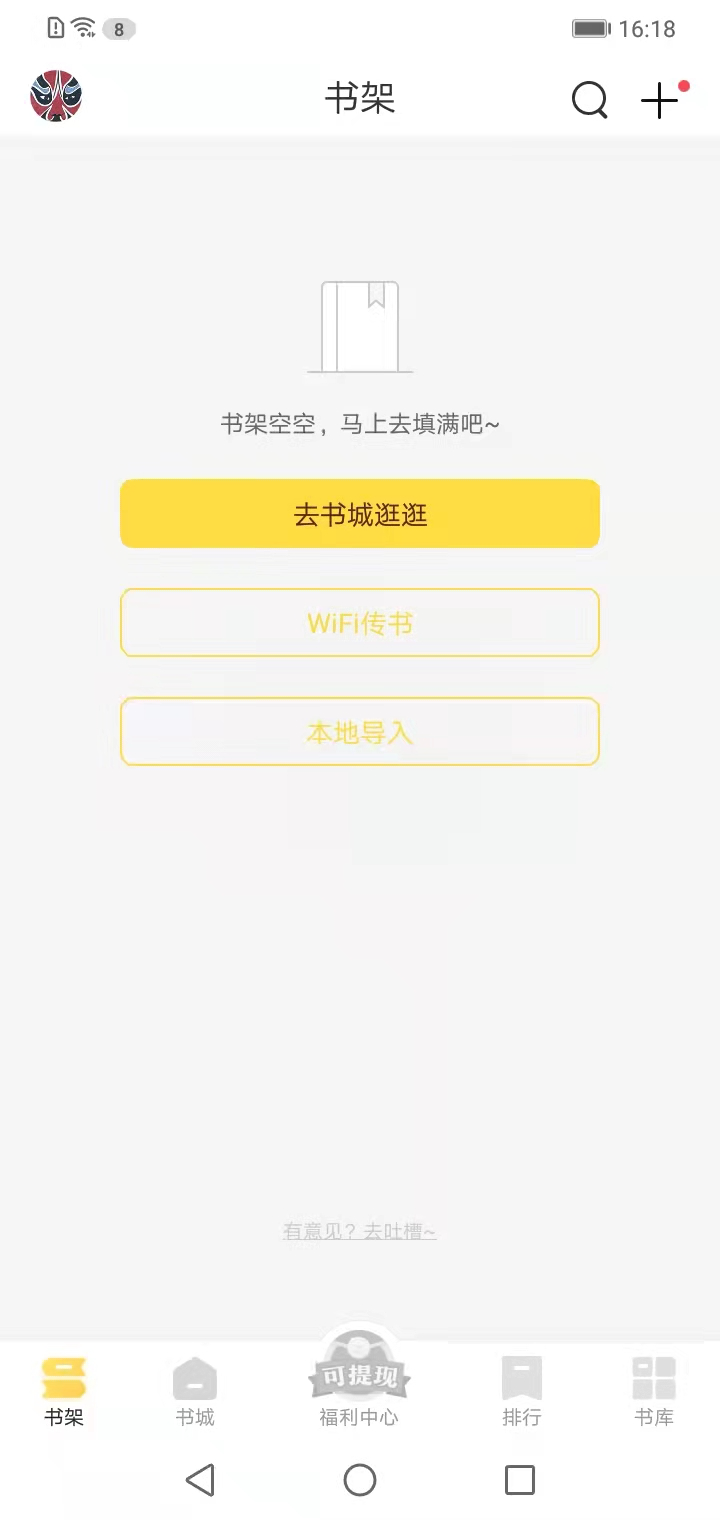 8
16:18
书架
书架空空，马上去填满吧~
去书城逛逛
WiFi传书
本地导入
有意见？去吐槽~
可提现
书架
书城
福利中心
排行
书库